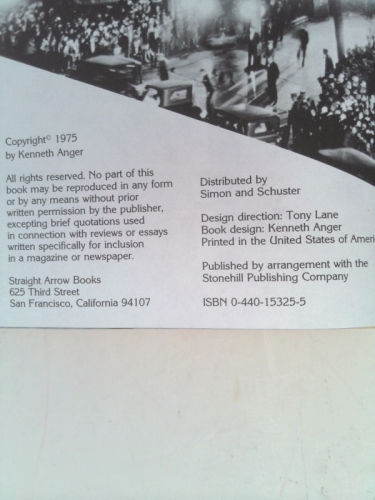 Copyright© 1975
by Kenneth Anger
All rights reserved. No part of this
book may be reproduced in any form
or by any means without prior
written permission by the publisher,
excepting brief quotations used
in connection with reviews or essays
written specifically for inclusion
in a magazine or newspaper.
Straight Arrow Books
625 Third Street
San Francisco, California 94107
Distributed by
Simon and Schuster
Design direction: Tony Lane
Book design: Kenneth Anger
Printed in the United States of Ameri
Published by arrangement with the
Stonehill Publishing Company
ISBN 0-440-15325-5